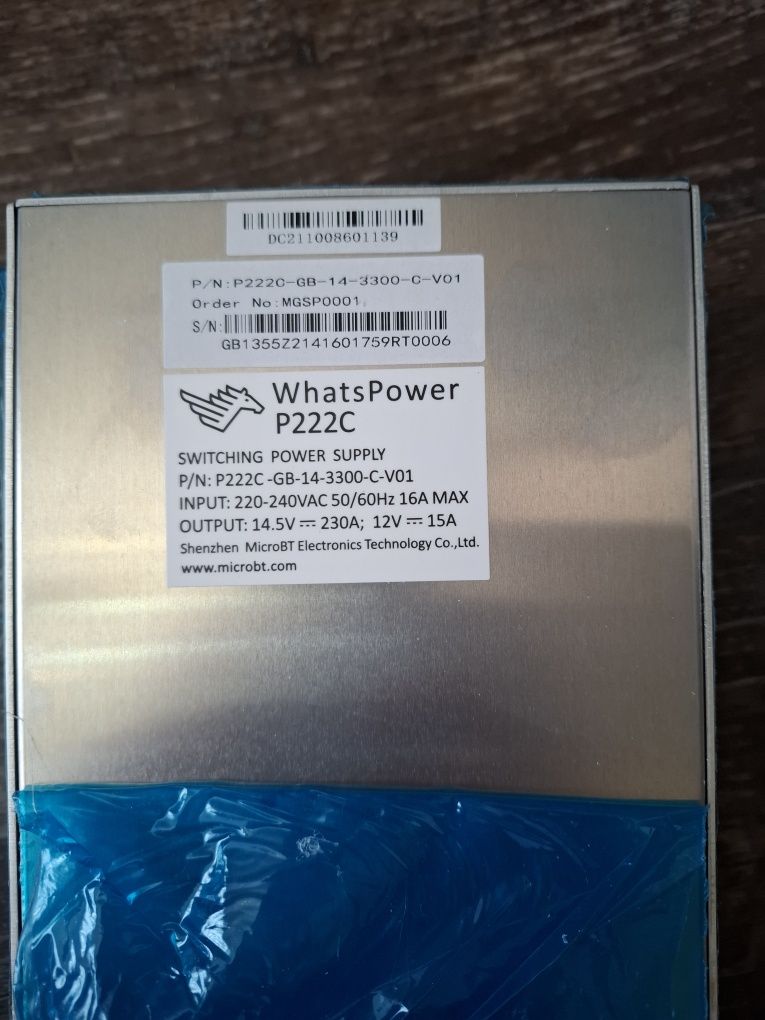 DC211008601139
P/N:P222C-GB-14-3300-C-V01
Order No:MGSP0001
S/N:
GB1355Z2141601759RT0006
WhatsPower
P222C
SWITCHING POWER SUPPLY
P/N: P222C -GB-14-3300-C-V01
INPUT: 220-240VAC 50/60Hz 16A MAX
OUTPUT: 14.5V ⎓ 230A; 12V ⎓ 15A
Shenzhen MicroBT Electronics Technology Co.,Ltd.
www.microbt.com